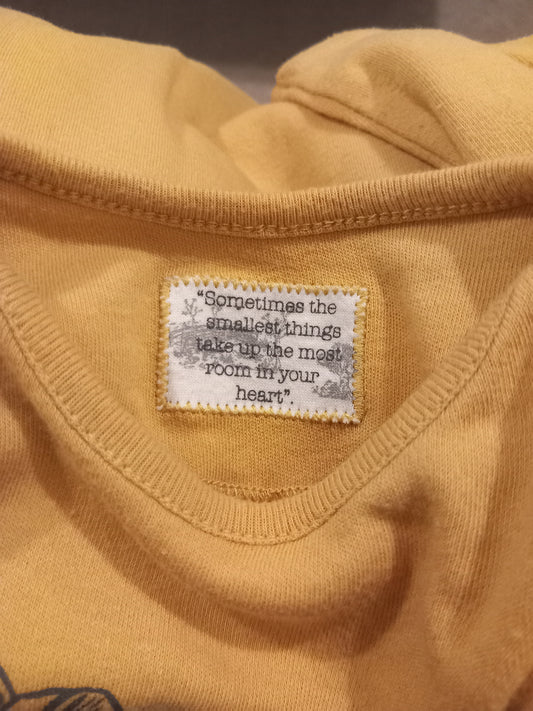 “Sometimes the
smallest things
take up the most
room in your
heart”.